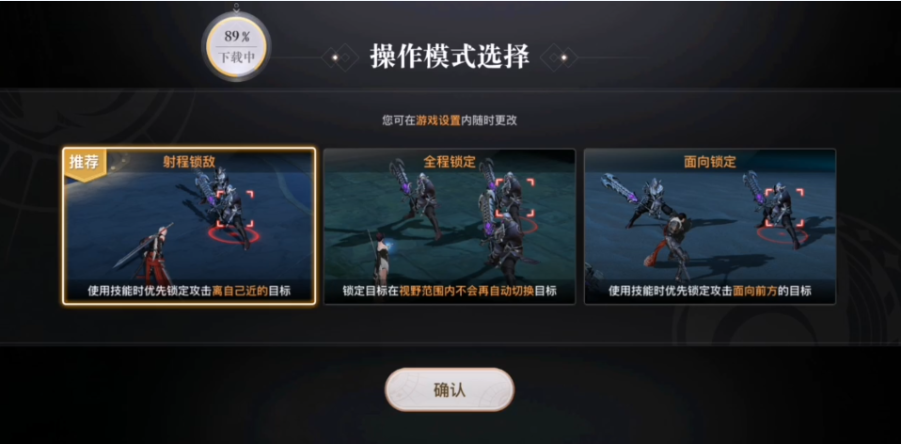 89%
下载中
操作模式选择
您可在游戏设置内随时更改
推荐
射程锁敌
使用技能时优先锁定攻击离自己近的目标
全程锁定
锁定目标在视野范围内不会再自动切换目标
面向锁定
使用技能时优先锁定攻击面向前方的目标
确认